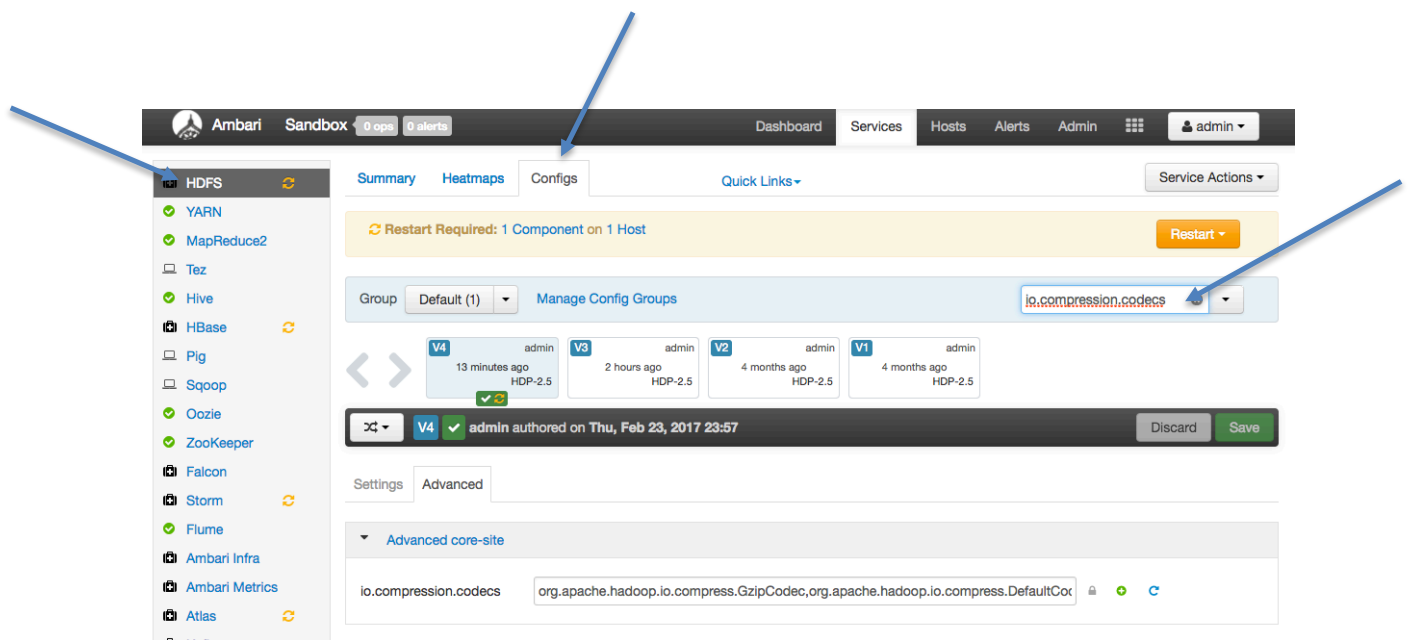 Ambari Sandbox 0 ops 0 alerts Dashboard Services Hosts Alerts Admin admin
HDFS
YARN
MapReduce2
Tez
Hive
HBase
Pig
Sqoop
Oozie
ZooKeeper
Falcon
Storm
Flume
Ambari Infra
Ambari Metrics
Atlas
Summary Heatmaps Configs Quick Links Service Actions
Restart Required: 1 Component on 1 Host Restart
Group Default (1) Manage Config Groups io.compression.codecs
V4 admin
13 minutes ago
HDP-2.5
V3 admin
2 hours ago
HDP-2.5
V2 admin
4 months ago
HDP-2.5
V1 admin
4 months ago
HDP-2.5
V4 admin authored on Thu, Feb 23, 2017 23:57 Discard Save
Settings Advanced
Advanced core-site
io.compression.codecs org.apache.hadoop.io.compress.GzipCodec,org.apache.hadoop.io.compress.DefaultCod